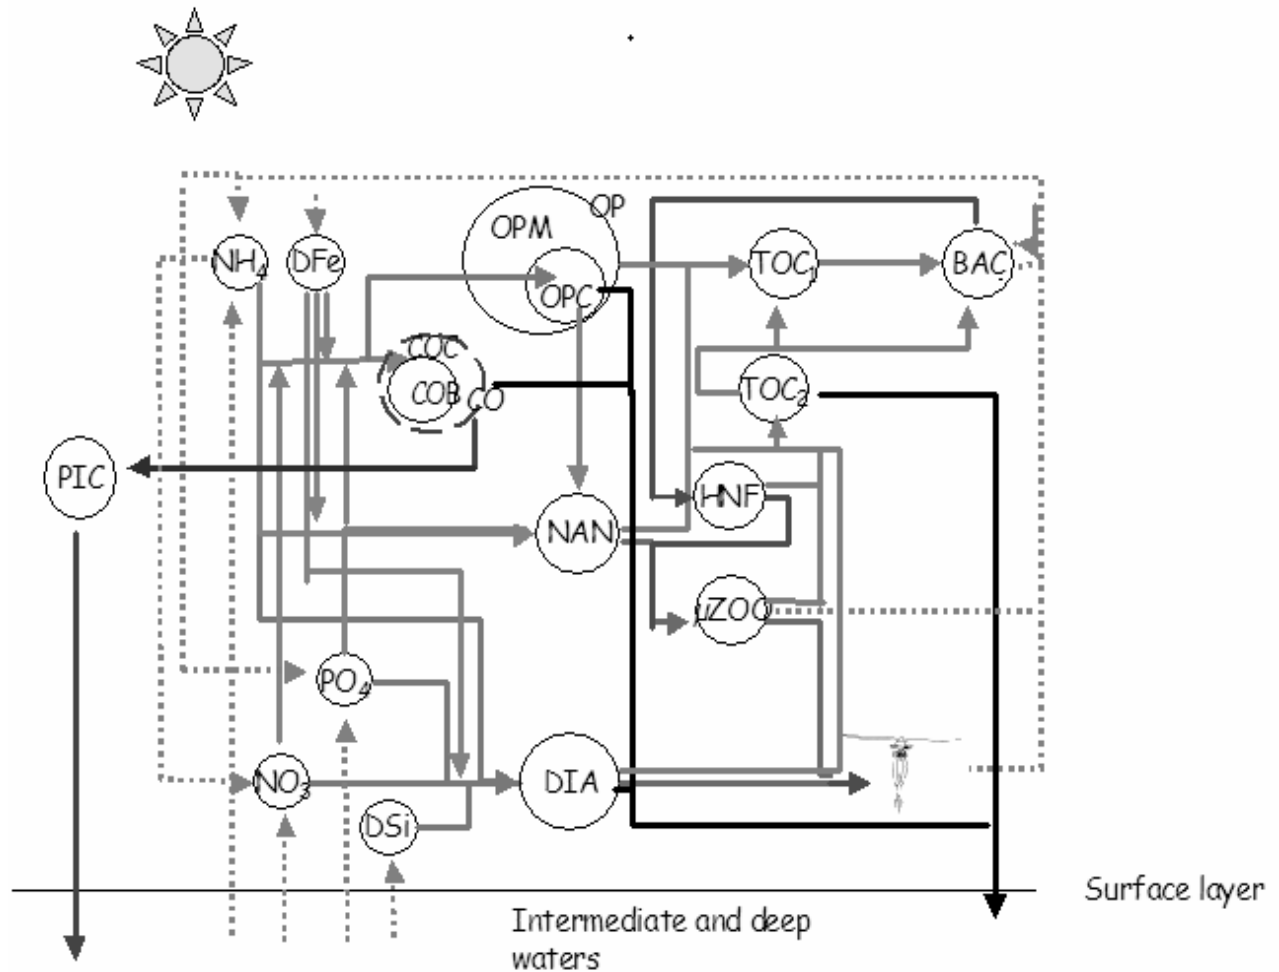 OP
OPM
NH4
DFe
TOC1
BAC
OPC
COC
COB
CO
TOC2
PIC
HNF
NAN
μZOO
PO4
NO3
DIA
DSi
Surface layer
Intermediate and deep
waters